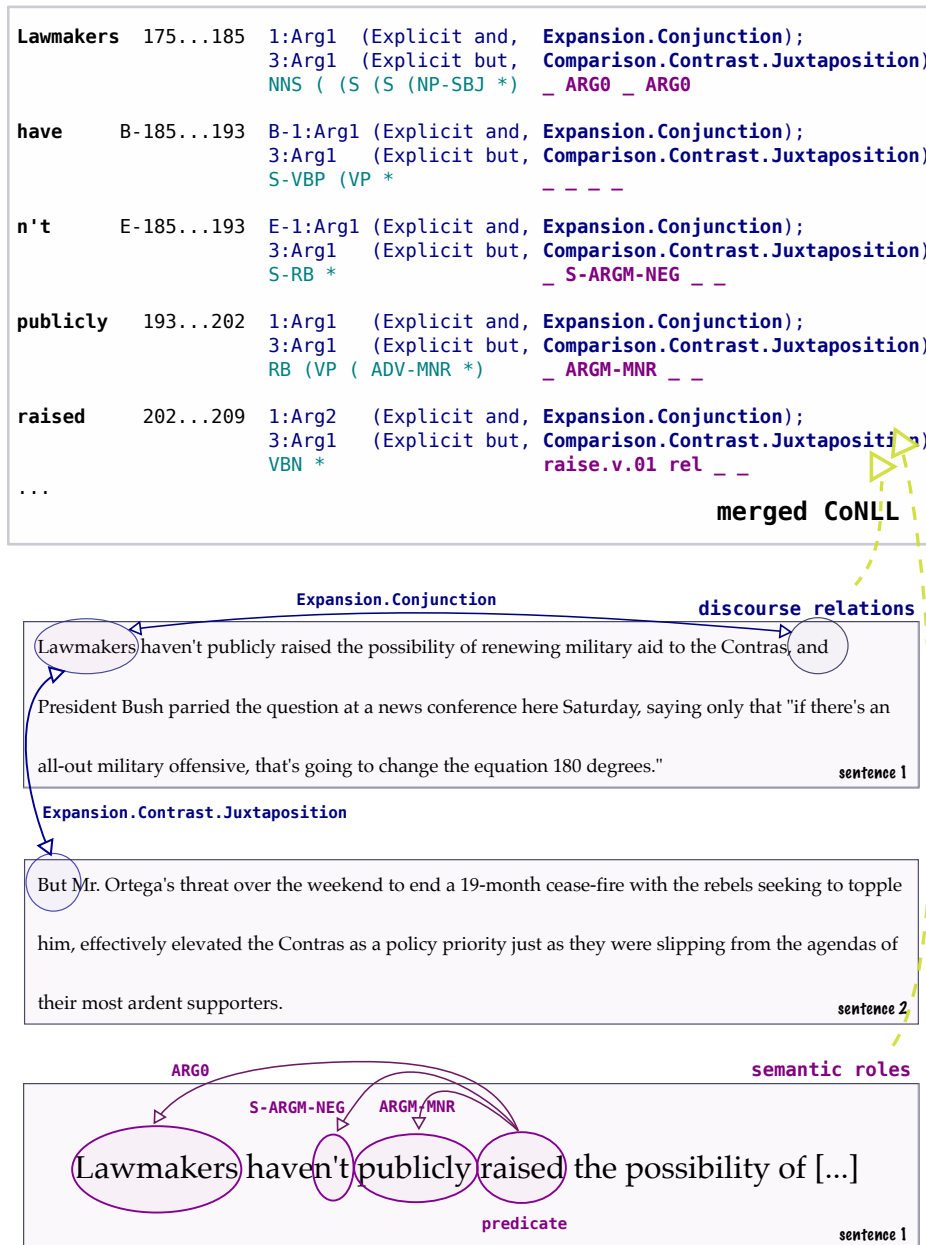 Lawmakers 175...185 1:Arg1 (Explicit and, Expansion.Conjunction);
3:Arg1 (Explicit but, Comparison.Contrast.Juxtaposition)
NNS ( (S (S (NP-SBJ *) _ ARG0 _ ARG0
have B-185...193 B-1:Arg1 (Explicit and, Expansion.Conjunction);
3:Arg1 (Explicit but, Comparison.Contrast.Juxtaposition)
S-VBP (VP * _ _ _ _
n't E-185...193 E-1:Arg1 (Explicit and, Expansion.Conjunction);
3:Arg1 (Explicit but, Comparison.Contrast.Juxtaposition)
S-RB * _ S-ARGM-NEG _ _
publicly 193...202 1:Arg1 (Explicit and, Expansion.Conjunction);
3:Arg1 (Explicit but, Comparison.Contrast.Juxtaposition)
RB (VP ( ADV-MNR *) _ ARGM-MNR _ _
raised 202...209 1:Arg2 (Explicit and, Expansion.Conjunction);
3:Arg1 (Explicit but, Comparison.Contrast.Juxtaposition)
VBN * raise.v.01 rel _ _
...
merged CoNLL
Expansion.Conjunction
discourse relations
Lawmakers haven't publicly raised the possibility of renewing military aid to the Contras, and
President Bush parried the question at a news conference here Saturday, saying only that "if there's an
all-out military offensive, that's going to change the equation 180 degrees."
sentence 1
Expansion.Contrast.Juxtaposition
But Mr. Ortega's threat over the weekend to end a 19-month cease-fire with the rebels seeking to topple
him, effectively elevated the Contras as a policy priority just as they were slipping from the agendas of
their most ardent supporters.
sentence 2
ARG0
semantic roles
S-ARGM-NEG ARGM-MNR
Lawmakers haven't publicly raised the possibility of [...]
predicate
sentence 1